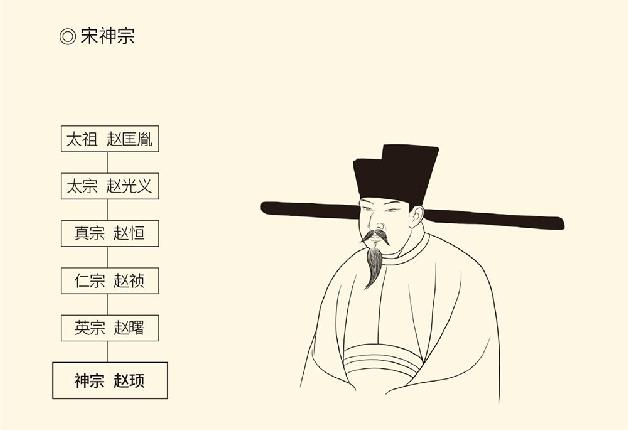 ◎ 宋神宗
太祖 赵匡胤
太宗 赵光义
真宗 赵恒
仁宗 赵祯
英宗 赵曙
神宗 赵顼